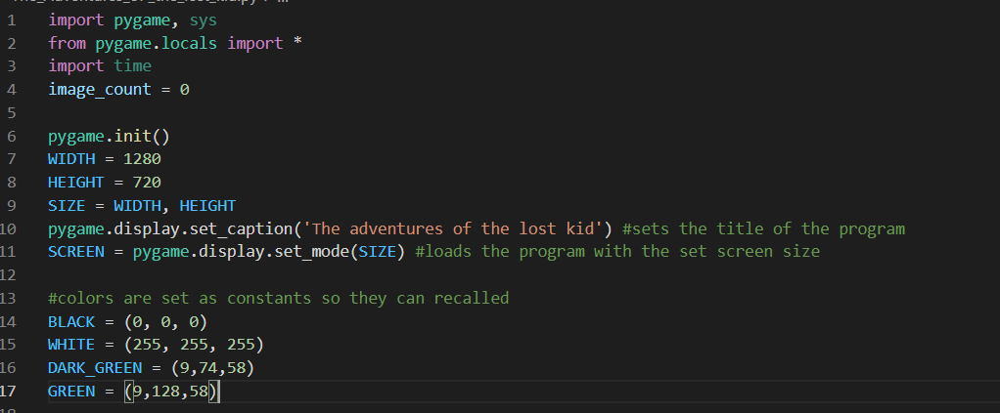 1 import pygame, sys
2 from pygame.locals import *
3 import time
4 image_count = 0
5
6 pygame.init()
7 WIDTH = 1280
8 HEIGHT = 720
9 SIZE = WIDTH, HEIGHT
10 pygame.display.set_caption('The adventures of the lost kid') #sets the title of the program
11 SCREEN = pygame.display.set_mode(SIZE) #loads the program with the set screen size
12
13 #colors are set as constants so they can recalled
14 BLACK = (0, 0, 0)
15 WHITE = (255, 255, 255)
16 DARK_GREEN = (9,74,58)
17 GREEN = (9,128,58)